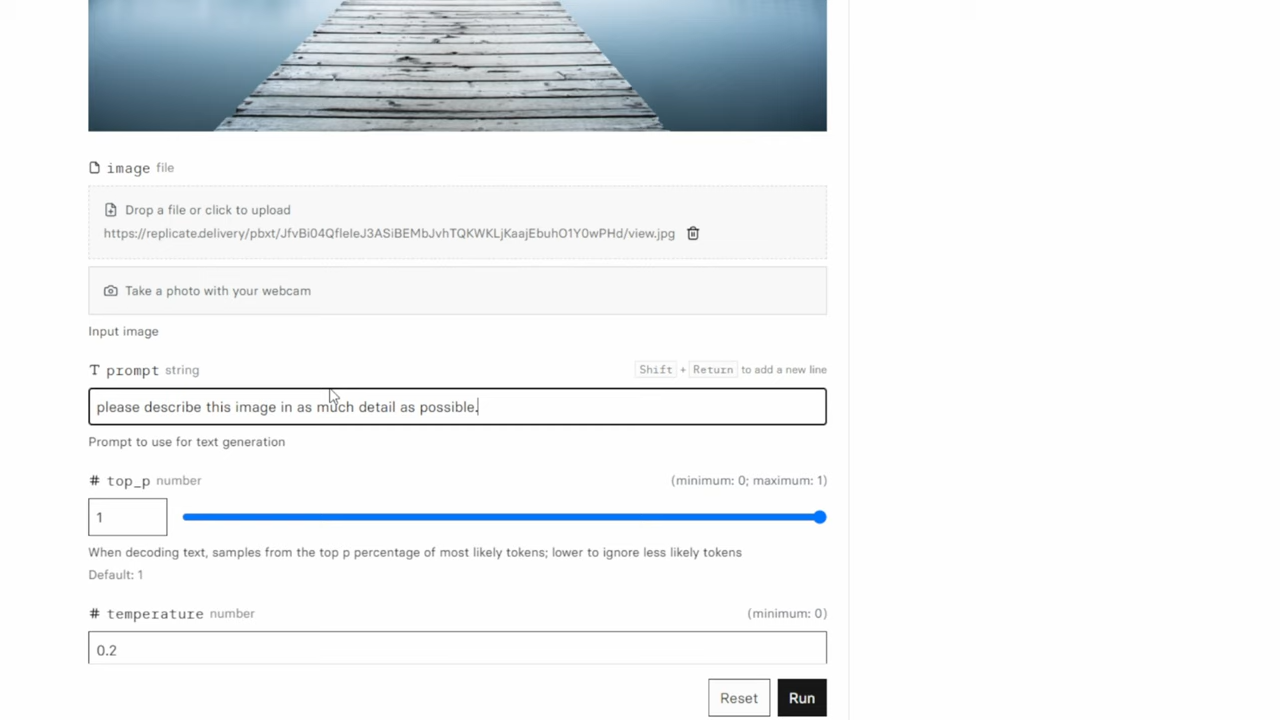 image file
Drop a file or click to upload
https://replicate.delivery/pbxt/JfvBi04QfleleJ3ASiBEMbJvhTQKWKLjKaajEbuhO1Y0wPHd/view.jpg
Take a photo with your webcam
Input image
T prompt string Shift + Return to add a new line
please describe this image in as much detail as possible.
Prompt to use for text generation
# top_p number (minimum: 0; maximum: 1)
1
When decoding text, samples from the top p percentage of most likely tokens; lower to ignore less likely tokens
Default: 1
# temperature number (minimum: 0)
0.2
Reset Run